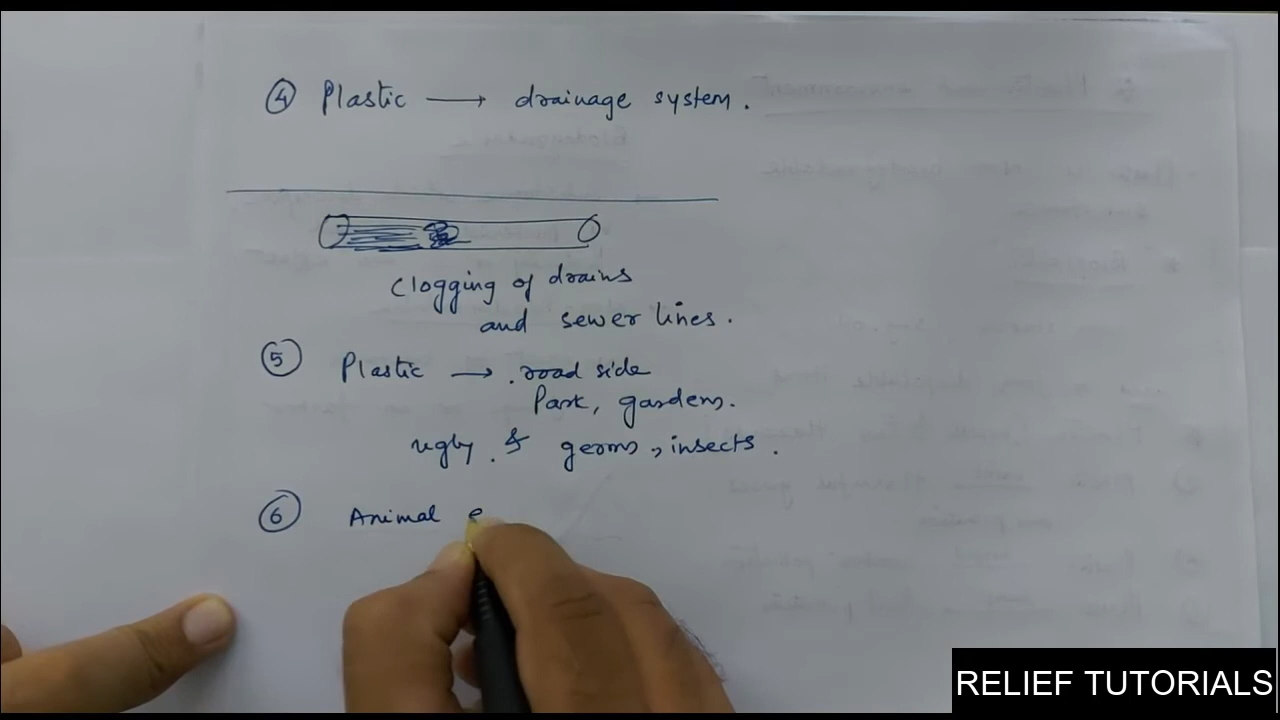 ④ Plastic → drainage system.
Clogging of drains
and sewer lines.
⑤ Plastic → road side
Park, gardens.
ugly & germs, insects.
⑥ Animal e
RELIEF TUTORIALS